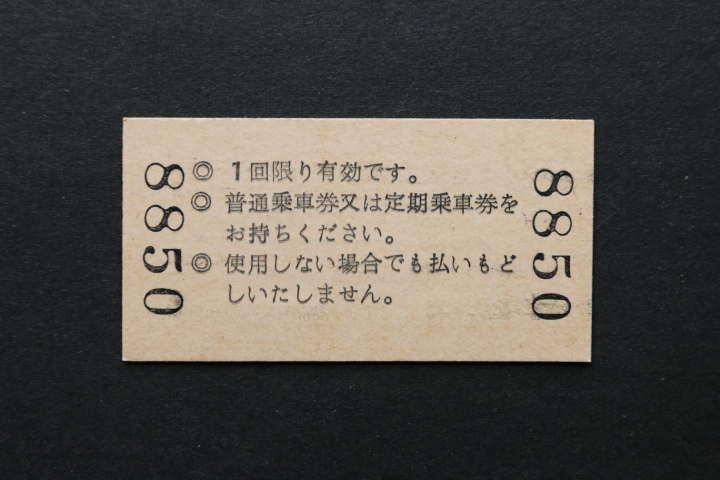 8850
◎ 1回限り有効です。
◎ 普通乗車券又は定期乗車券を
お持ちください。
◎ 使用しない場合でも払いもど
しいたしません。
8850